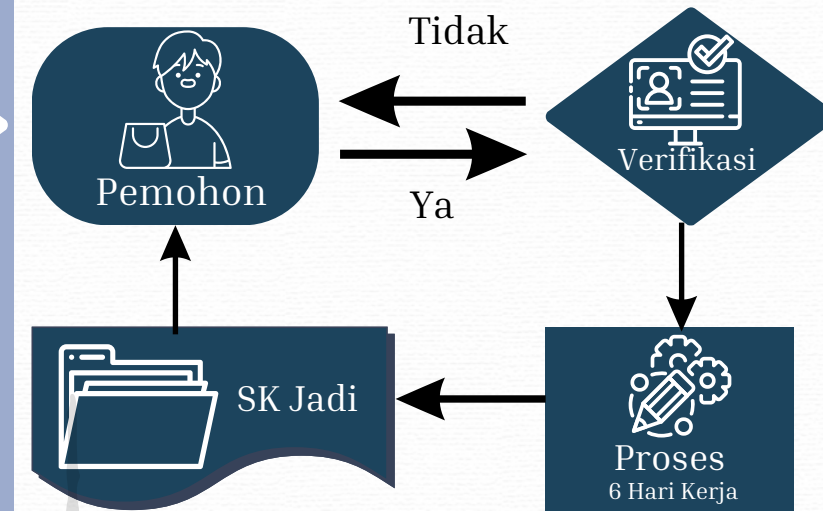 Tidak
Pemohon
Verifikasi
Ya
SK Jadi
Proses
6 Hari Kerja